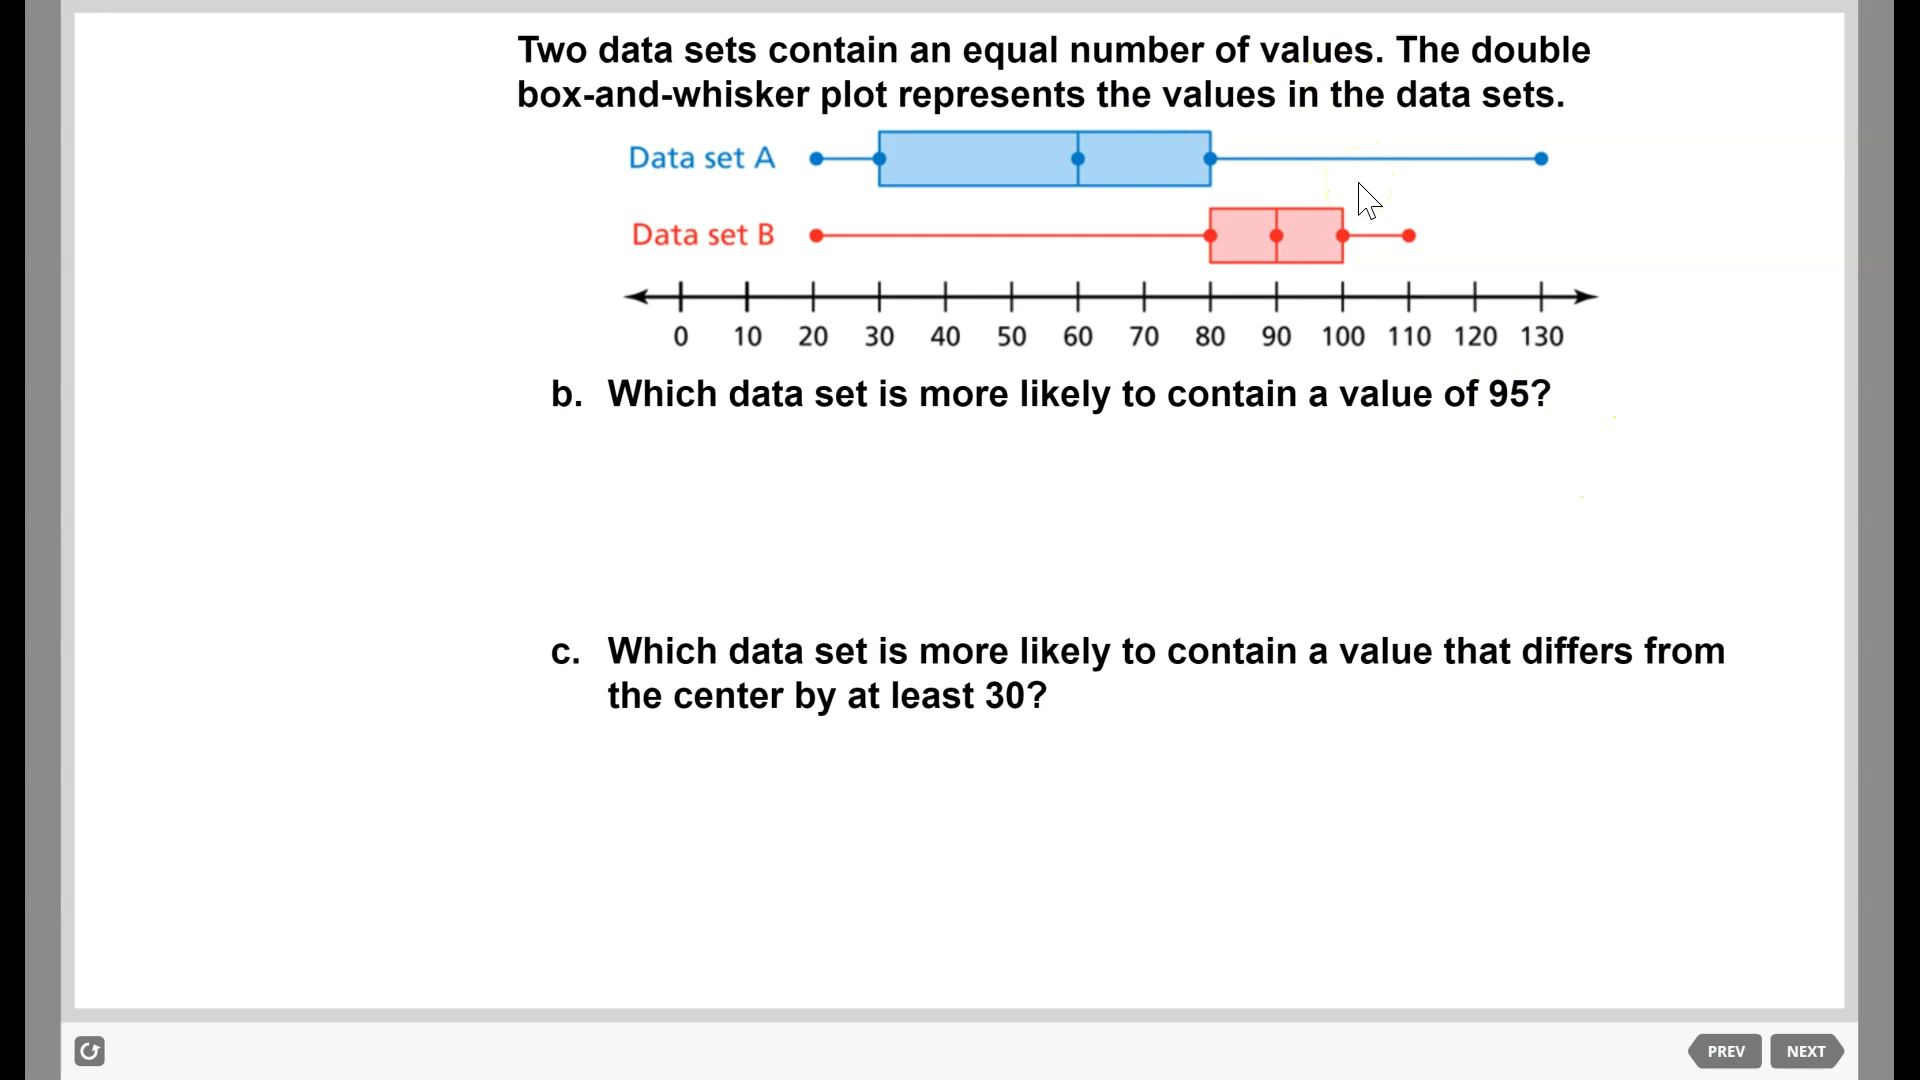 Two data sets contain an equal number of values. The double
box-and-whisker plot represents the values in the data sets.
Data set A
Data set B
0 10 20 30 40 50 60 70 80 90 100 110 120 130
b. Which data set is more likely to contain a value of 95?
c. Which data set is more likely to contain a value that differs from
the center by at least 30?
PREV NEXT